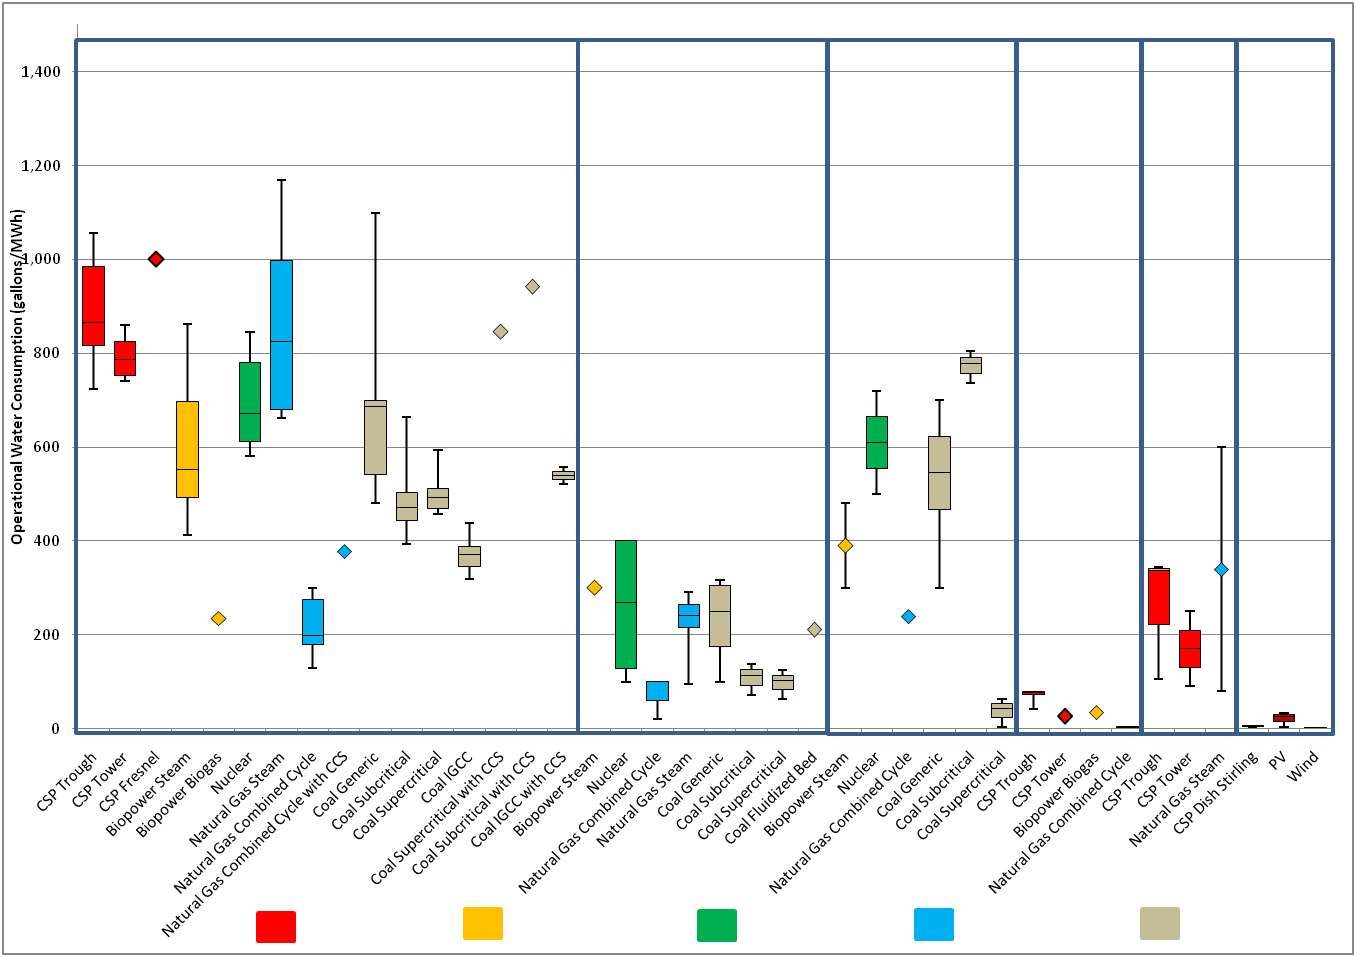 Operational Water Consumption (gallons/MWh)
1,400
1,200
1,000
800
600
400
200
0
CSP Trough
CSP Tower
CSP Fresnel
Biopower Steam
Biopower Biogas
Nuclear
Natural Gas Steam
Natural Gas Combined Cycle
Natural Gas Combined Cycle with CCS
Coal Generic
Coal Subcritical
Coal Supercritical
Coal IGCC
Coal Supercritical with CCS
Coal Subcritical with CCS
Coal IGCC with CCS
Biopower Steam
Nuclear
Natural Gas Combined Cycle
Natural Gas Steam
Coal Generic
Coal Subcritical
Coal Supercritical
Coal Fluidized Bed
Biopower Steam
Nuclear
Natural Gas Combined Cycle
Coal Generic
Coal Subcritical
Coal Supercritical
CSP Trough
CSP Tower
Biopower Biogas
Natural Gas Combined Cycle
CSP Trough
CSP Tower
Natural Gas Steam
CSP Dish Stirling
PV
Wind